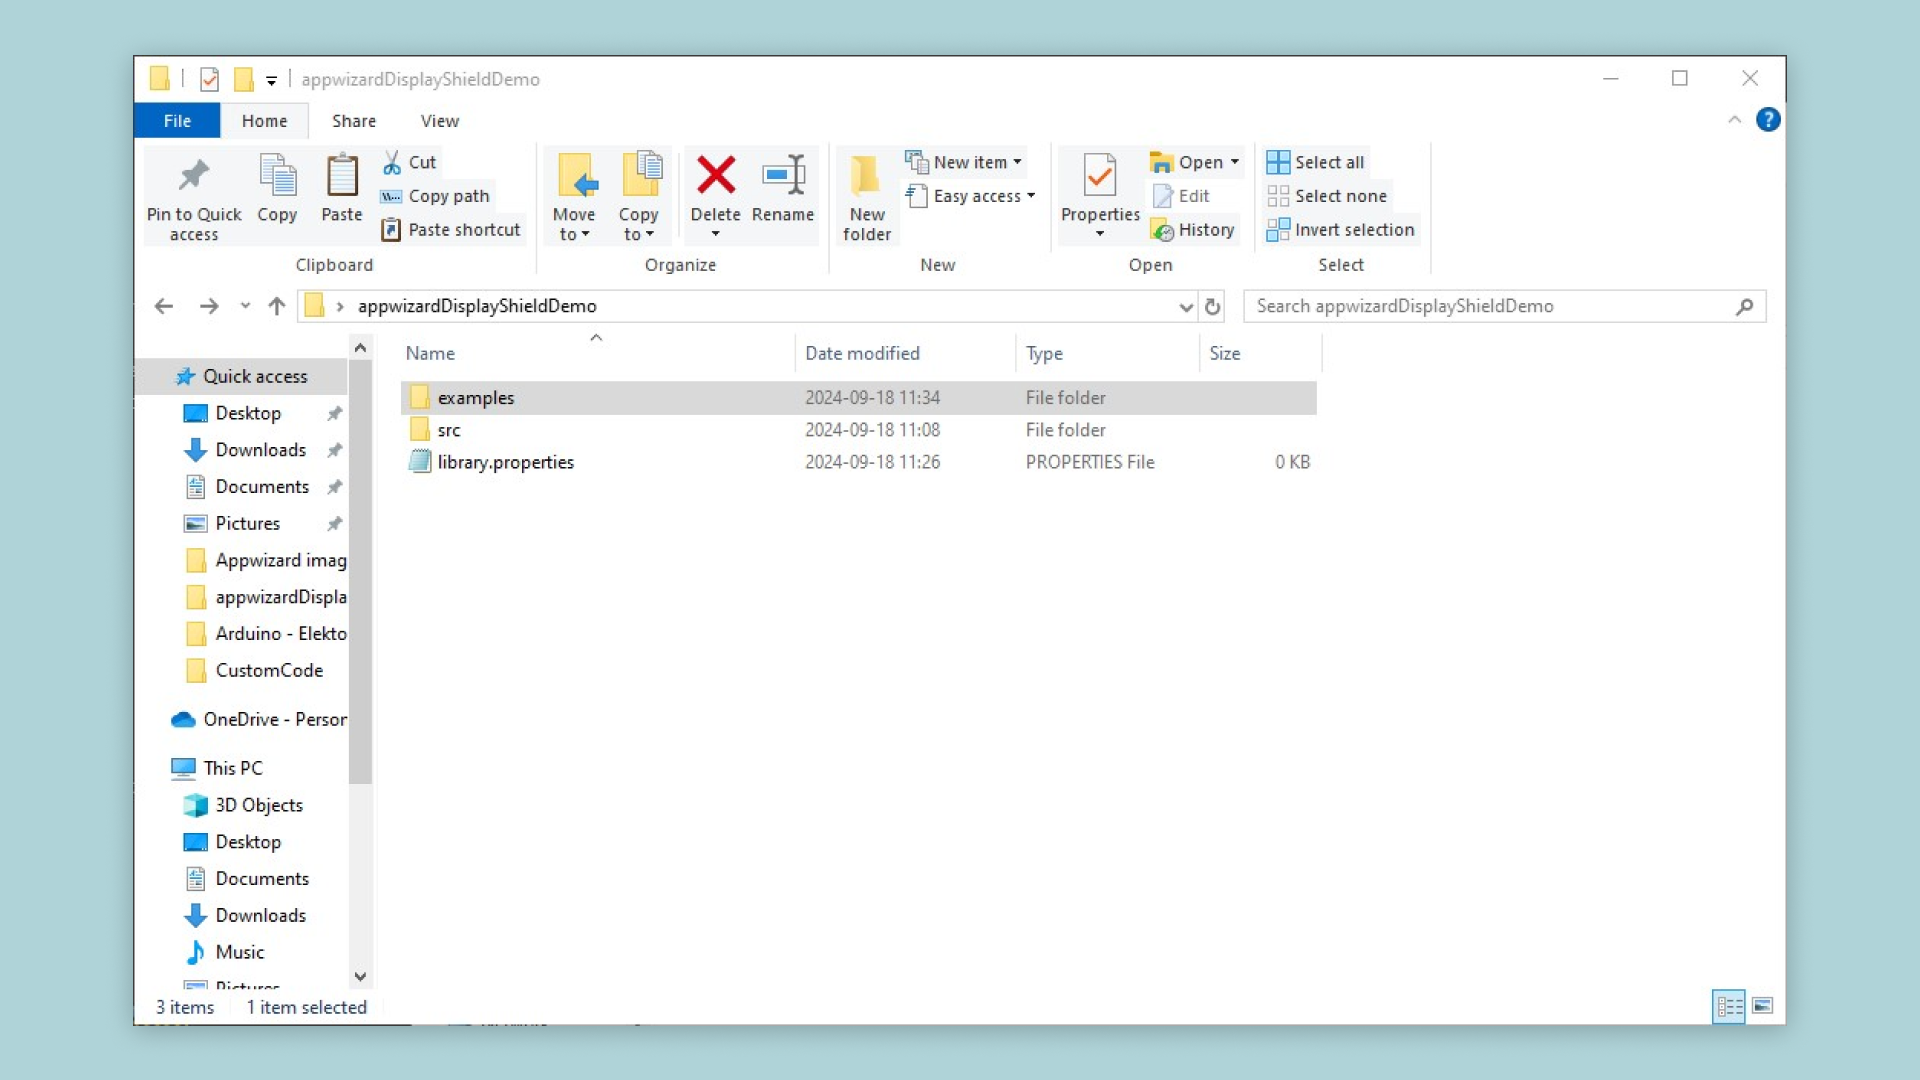 appwizardDisplayShieldDemo
File Home Share View
Pin to Quick access
Copy
Paste
Cut
Copy path
Paste shortcut
Clipboard
Move to
Copy to
Delete
Rename
Organize
New folder
New item
Easy access
New
Properties
Open
Edit
History
Open
Select all
Select none
Invert selection
Select
appwizardDisplayShieldDemo
Search appwizardDisplayShieldDemo
Name Date modified Type Size
examples 2024-09-18 11:34 File folder
src 2024-09-18 11:08 File folder
library.properties 2024-09-18 11:26 PROPERTIES File 0 KB
Quick access
Desktop
Downloads
Documents
Pictures
Appwizard imag
appwizardDispla
Arduino - Elekto
CustomCode
OneDrive - Person
This PC
3D Objects
Desktop
Documents
Downloads
Music
Pictures
3 items 1 item selected